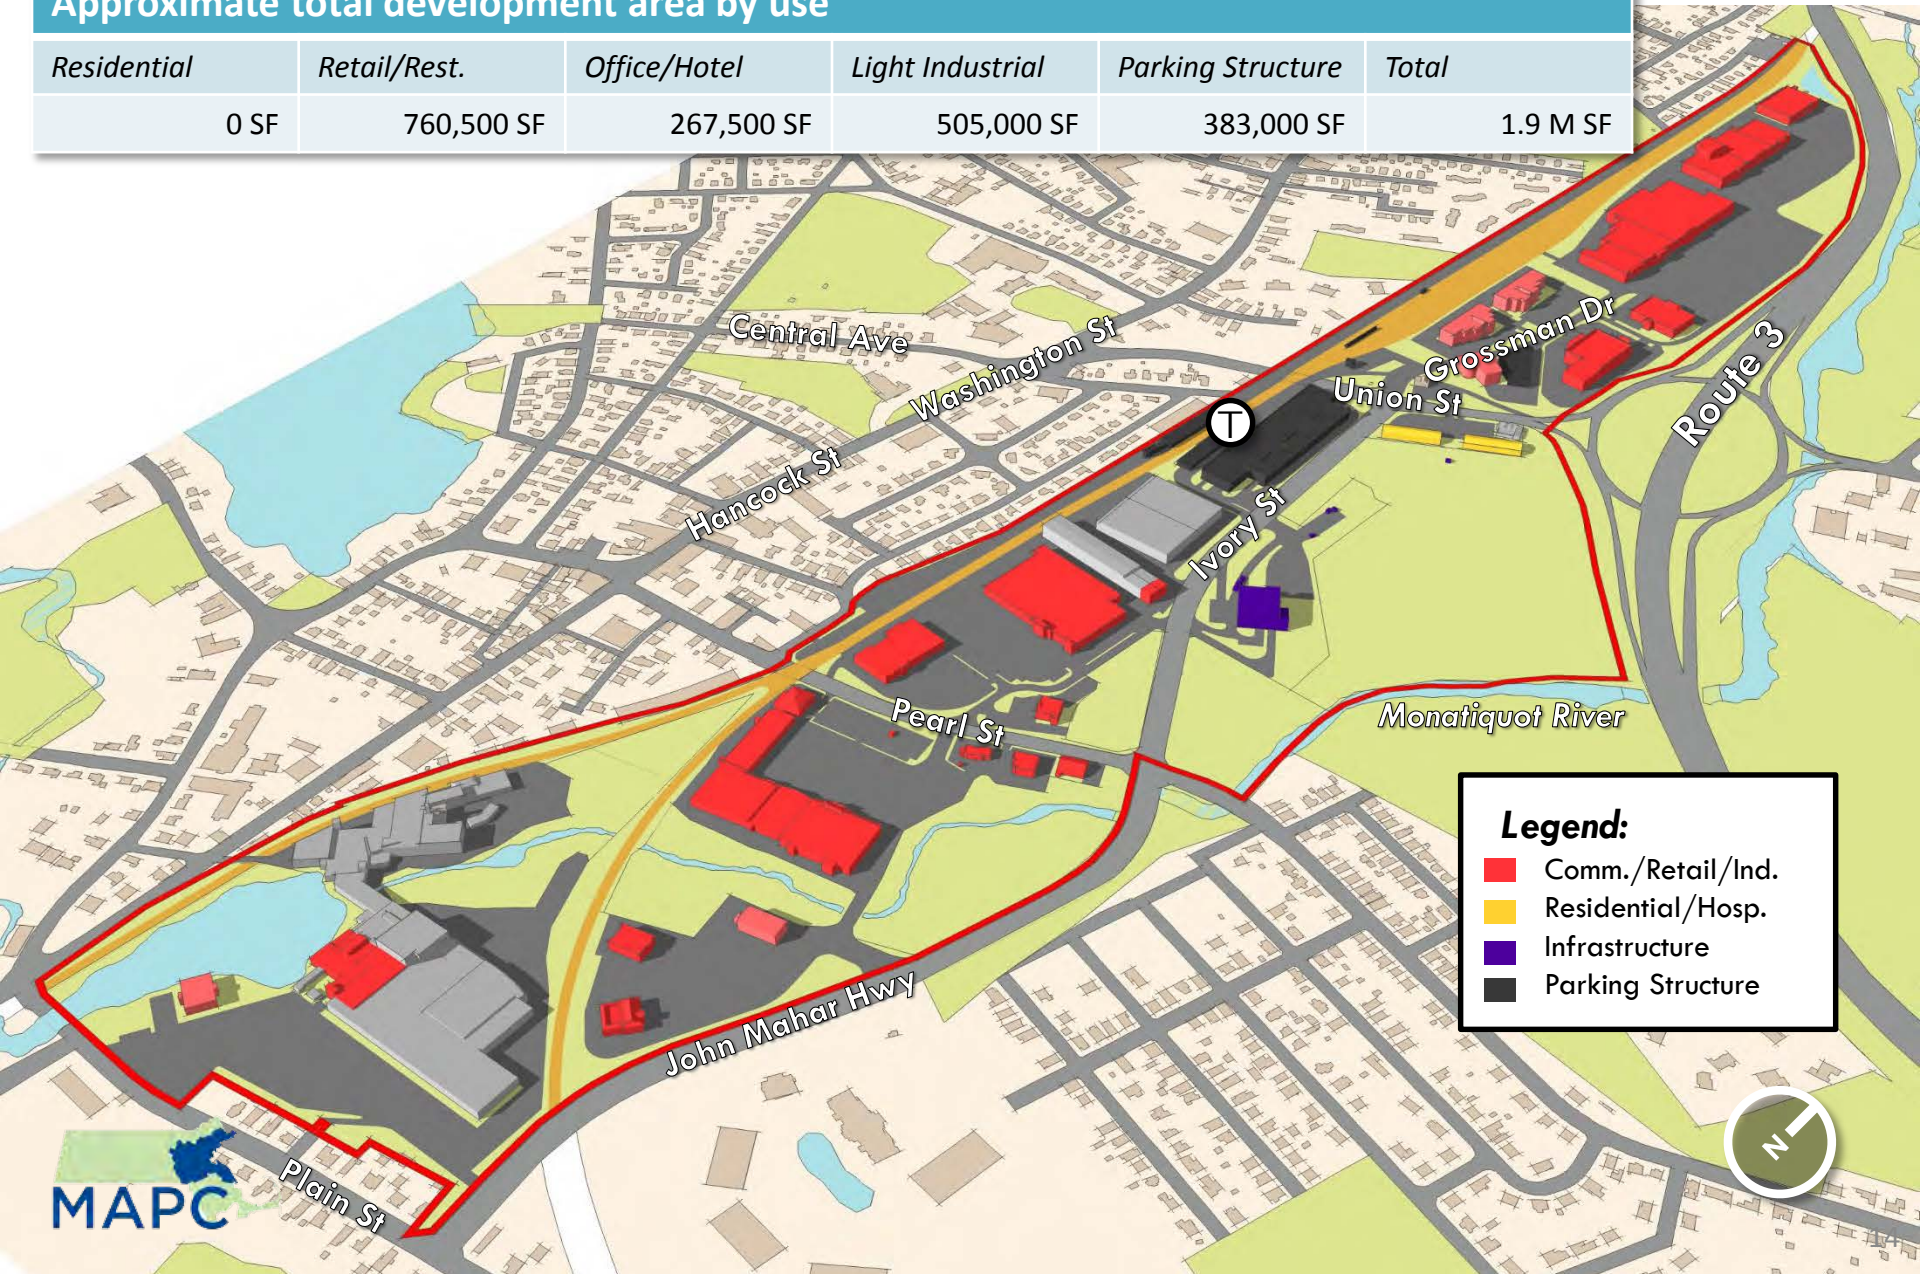 Approximate total development area by use
Residential Retail/Rest. Office/Hotel Light Industrial Parking Structure Total
0 SF 760,500 SF 267,500 SF 505,000 SF 383,000 SF 1.9 M SF
Central Ave
Washington St
Hancock St
Grossman Dr
Union St
Route 3
T
Ivory St
Pearl St
Monatiquot River
John Mahar Hwy
Plain St
Legend:
Comm./Retail/Ind.
Residential/Hosp.
Infrastructure
Parking Structure
N
MAPC
14